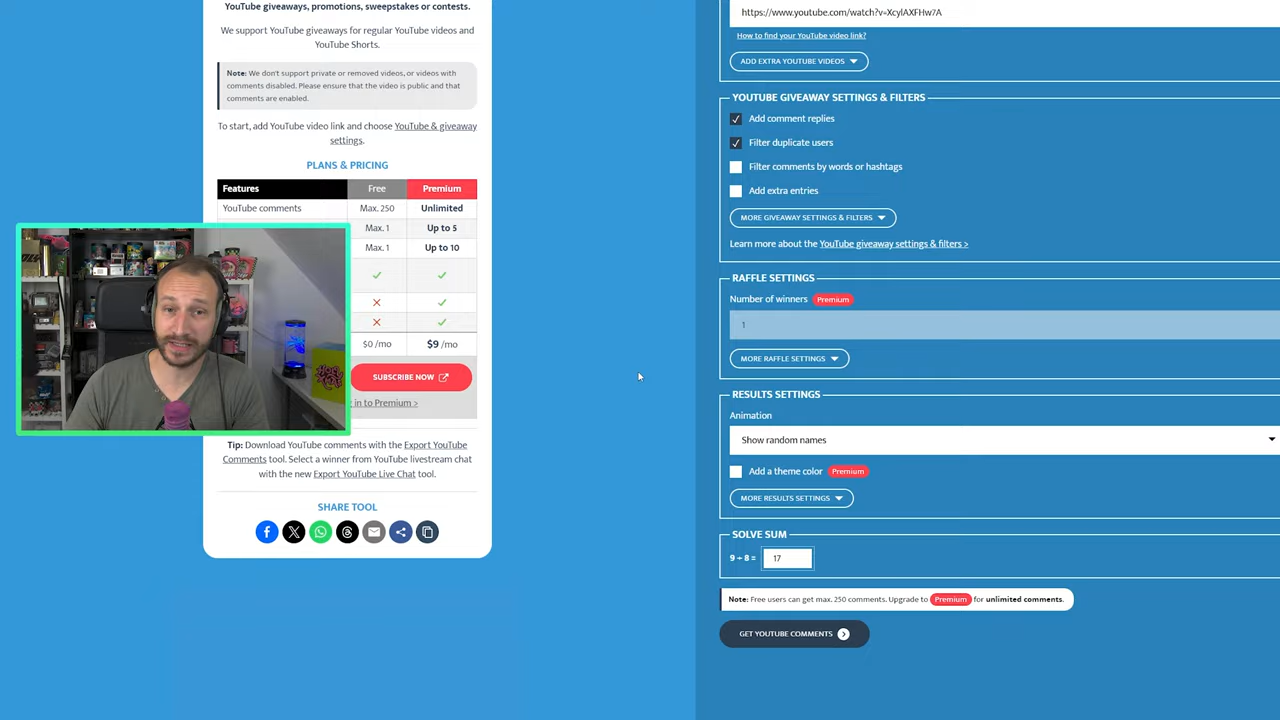 YouTube giveaways, promotions, sweepstakes or contests.
We support YouTube giveaways for regular YouTube videos and
YouTube Shorts.
Note: We don't support private or removed videos, or videos with
comments disabled. Please ensure that the video is public and that
comments are enabled.
To start, add YouTube video link and choose YouTube & giveaway
settings.
PLANS & PRICING
Features Free Premium
YouTube comments Max. 250 Unlimited
Max. 1 Up to 5
Max. 1 Up to 10
$0 /mo $9 /mo
SUBSCRIBE NOW
in to Premium >
Tip: Download YouTube comments with the Export YouTube
Comments tool. Select a winner from YouTube livestream chat
with the new Export YouTube Live Chat tool.
SHARE TOOL
https://www.youtube.com/watch?v=XcylAXFHw7A
How to find your YouTube video link?
ADD EXTRA YOUTUBE VIDEOS
YOUTUBE GIVEAWAY SETTINGS & FILTERS
Add comment replies
Filter duplicate users
Filter comments by words or hashtags
Add extra entries
MORE GIVEAWAY SETTINGS & FILTERS
Learn more about the YouTube giveaway settings & filters >
RAFFLE SETTINGS
Number of winners Premium
1
MORE RAFFLE SETTINGS
RESULTS SETTINGS
Animation
Show random names
Add a theme color Premium
MORE RESULTS SETTINGS
SOLVE SUM
9 + 8 = 17
Note: Free users can get max. 250 comments. Upgrade to Premium for unlimited comments.
GET YOUTUBE COMMENTS